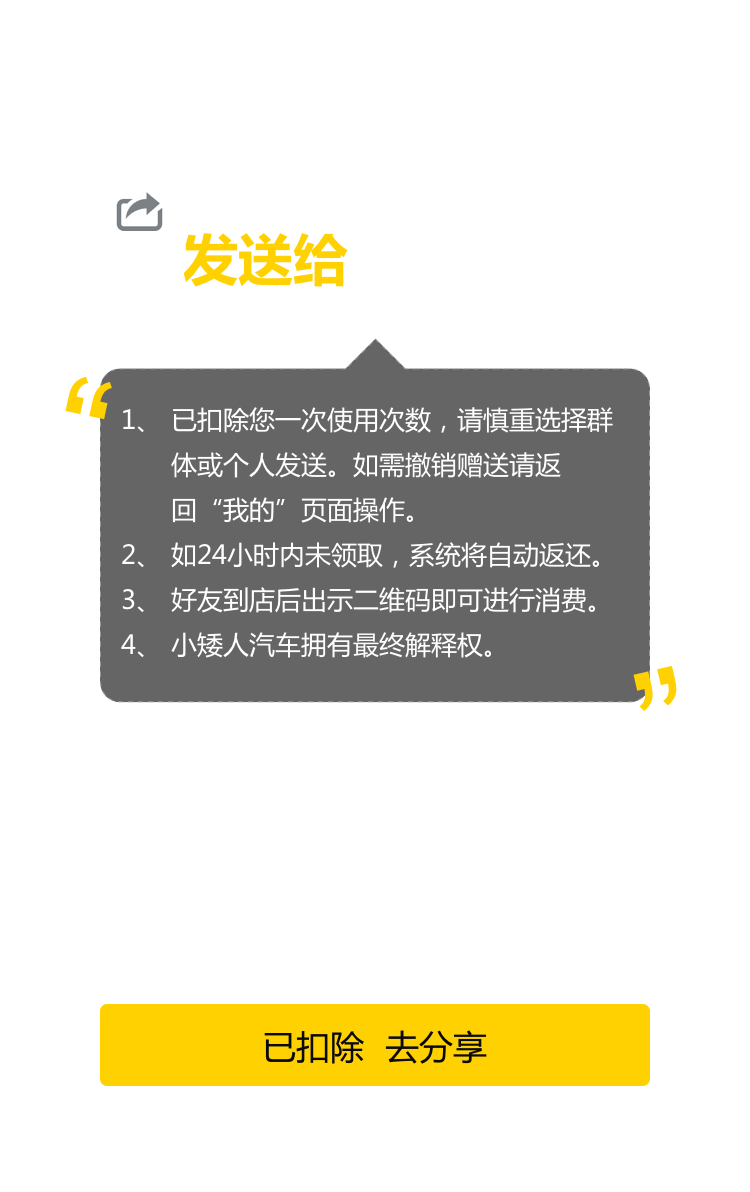 发送给
1、 已扣除您一次使用次数，请慎重选择群
体或个人发送。如需撤销赠送请返
回“我的”页面操作。
2、 如24小时内未领取，系统将自动返还。
3、 好友到店后出示二维码即可进行消费。
4、 小矮人汽车拥有最终解释权。
已扣除 去分享